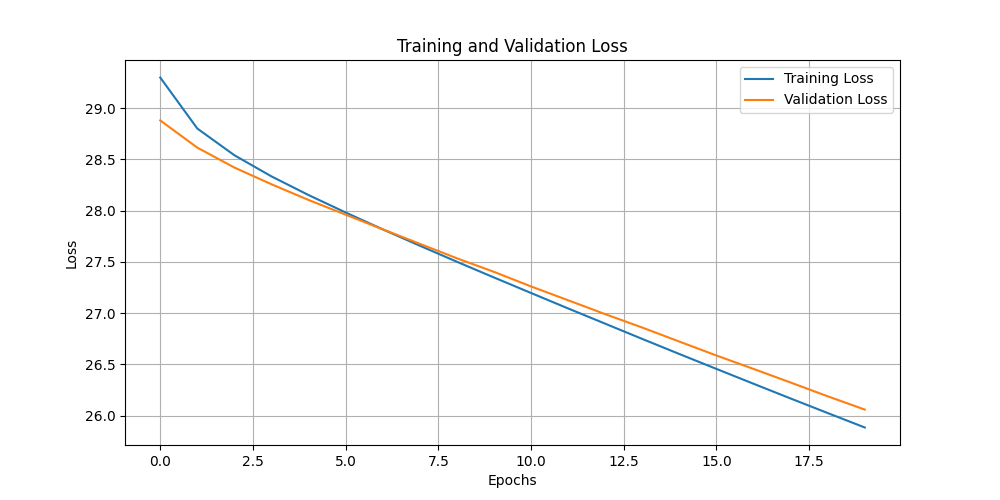 Training and Validation Loss
Training Loss
Validation Loss
29.0
28.5
28.0
27.5
27.0
26.5
26.0
Loss
0.0 2.5 5.0 7.5 10.0 12.5 15.0 17.5
Epochs